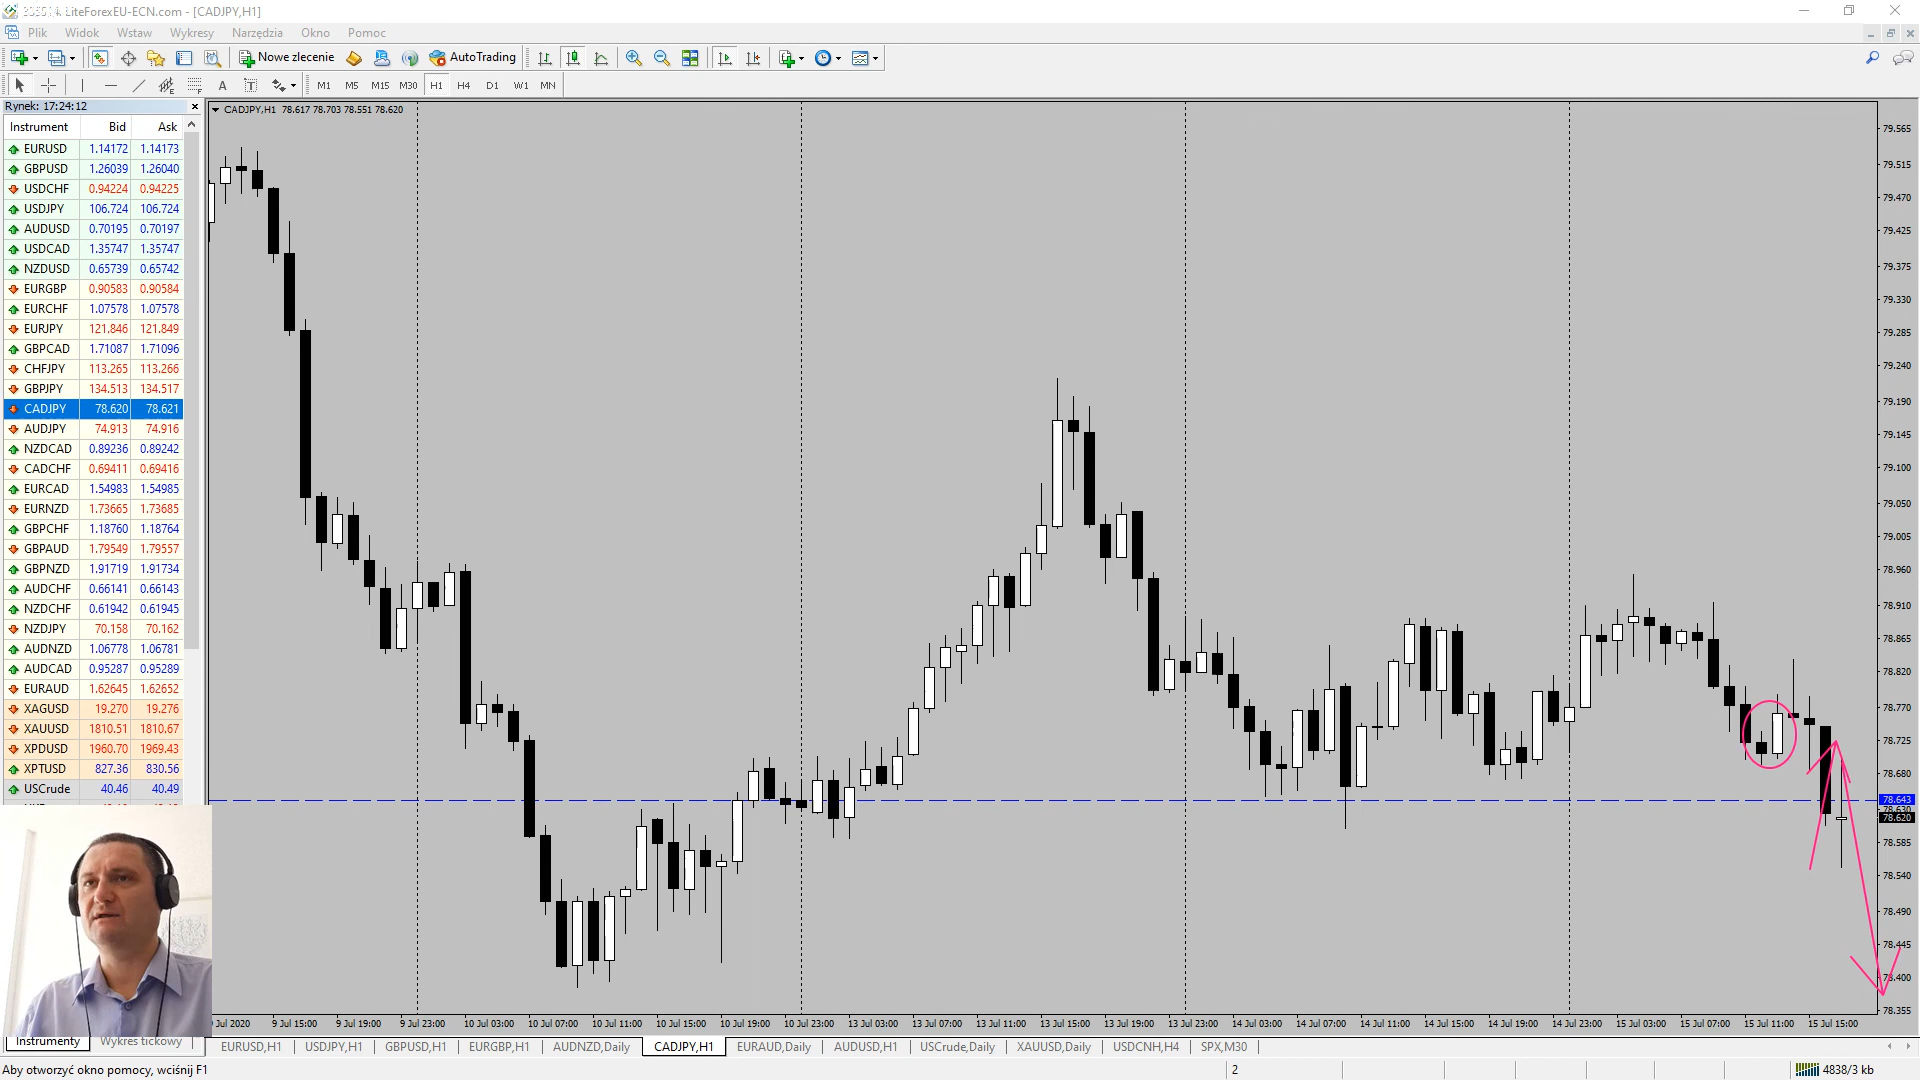 LiteForexEU-ECN.com - [CADJPY,H1]
Plik Widok Wstaw Wykresy Narzędzia Okno Pomoc
Nowe zlecenie AutoTrading
A T M1 M5 M15 M30 H1 H4 D1 W1 MN
Rynek: 17:24:12
CADJPY,H1 78.617 78.703 78.551 78.620
Instrument Bid Ask
EURUSD 1.14172 1.14173
GBPUSD 1.26039 1.26040
USDCHF 0.94224 0.94225
USDJPY 106.724 106.724
AUDUSD 0.70195 0.70197
USDCAD 1.35747 1.35747
NZDUSD 0.65739 0.65742
EURGBP 0.90583 0.90584
EURCHF 1.07578 1.07578
EURJPY 121.846 121.849
GBPCAD 1.71087 1.71096
CHFJPY 113.265 113.266
GBPJPY 134.513 134.517
CADJPY 78.620 78.621
AUDJPY 74.913 74.916
NZDCAD 0.89236 0.89242
CADCHF 0.69411 0.69416
EURCAD 1.54983 1.54985
EURNZD 1.73665 1.73685
GBPCHF 1.18760 1.18764
GBPAUD 1.79549 1.79557
GBPNZD 1.91719 1.91734
AUDCHF 0.66141 0.66143
NZDCHF 0.61942 0.61945
NZDJPY 70.158 70.162
AUDNZD 1.06778 1.06781
AUDCAD 0.95287 0.95289
EURAUD 1.62645 1.62652
XAGUSD 19.270 19.276
XAUUSD 1810.51 1810.67
XPDUSD 1960.70 1969.43
XPTUSD 827.36 830.56
USCrude 40.46 40.49
79.565
79.515
79.470
79.425
79.375
79.330
79.285
79.240
79.190
79.145
79.100
79.050
79.005
78.960
78.910
78.865
78.820
78.770
78.725
78.680
78.643
78.630
78.620
78.585
78.540
78.490
78.445
78.400
78.355
Jul 2020 9 Jul 15:00 9 Jul 19:00 9 Jul 23:00 10 Jul 03:00 10 Jul 07:00 10 Jul 11:00 10 Jul 15:00 10 Jul 19:00 10 Jul 23:00 13 Jul 03:00 13 Jul 07:00 13 Jul 11:00 13 Jul 15:00 13 Jul 19:00 13 Jul 23:00 14 Jul 03:00 14 Jul 07:00 14 Jul 11:00 14 Jul 15:00 14 Jul 19:00 14 Jul 23:00 15 Jul 03:00 15 Jul 07:00 15 Jul 11:00 15 Jul 15:00
Instrumenty Wykres tickowy
EURUSD,H1 USDJPY,H1 GBPUSD,H1 EURGBP,H1 AUDNZD,Daily CADJPY,H1 EURAUD,Daily AUDUSD,H1 USCrude,Daily XAUUSD,Daily USDCNH,H4 SPX,M30
Aby otworzyć okno pomocy, wciśnij F1 2 4838/3 kb